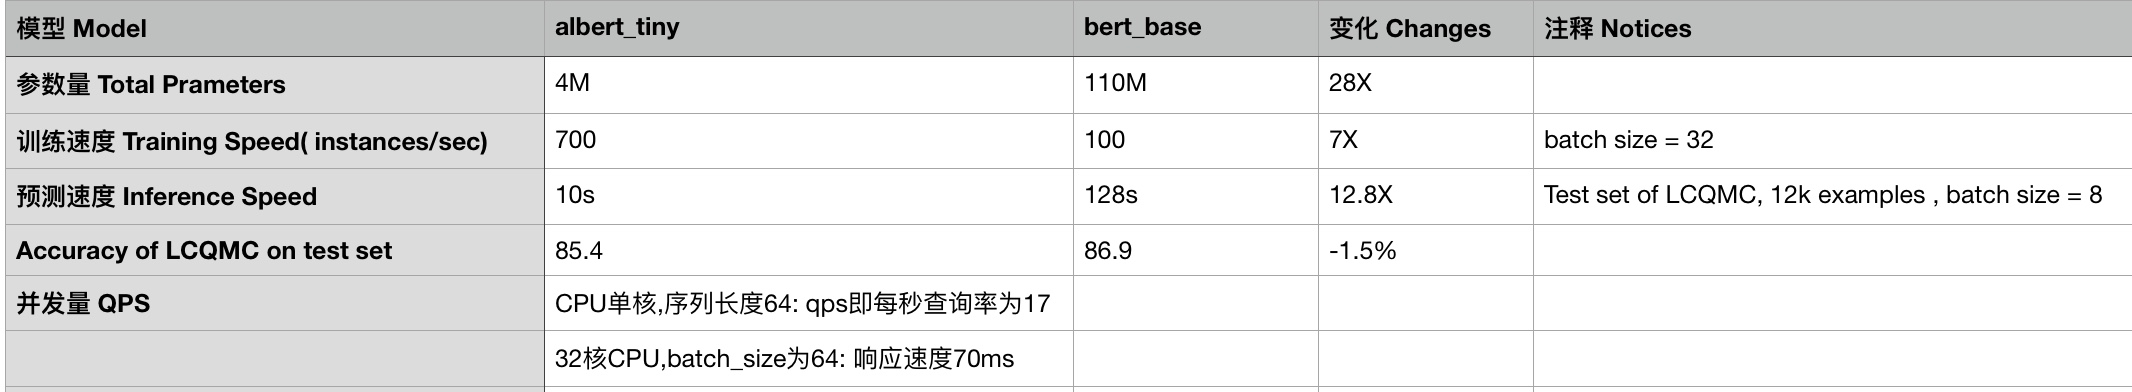 模型 Model albert_tiny bert_base 变化 Changes 注释 Notices
参数量 Total Prameters 4M 110M 28X
训练速度 Training Speed( instances/sec) 700 100 7X batch size = 32
预测速度 Inference Speed 10s 128s 12.8X Test set of LCQMC, 12k examples , batch size = 8
Accuracy of LCQMC on test set 85.4 86.9 -1.5%
并发量 QPS CPU单核,序列长度64: qps即每秒查询率为17
32核CPU,batch_size为64: 响应速度70ms